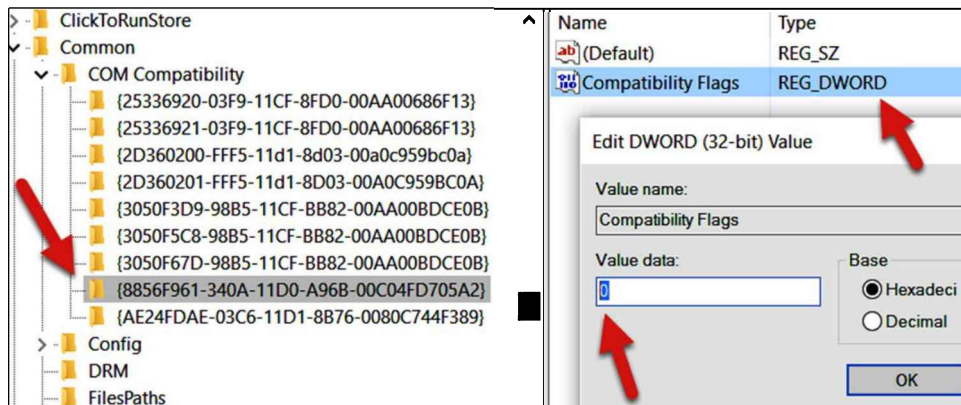 ClickToRunStore
Common
COM Compatibility
{25336920-03F9-11CF-8FD0-00AA00686F13}
{25336921-03F9-11CF-8FD0-00AA00686F13}
{2D360200-FFF5-11d1-8d03-00a0c959bc0a}
{2D360201-FFF5-11d1-8D03-00A0C959BC0A}
{3050F3D9-98B5-11CF-BB82-00AA00BDCE0B}
{3050F5C8-98B5-11CF-BB82-00AA00BDCE0B}
{3050F67D-98B5-11CF-BB82-00AA00BDCE0B}
{8856F961-340A-11D0-A96B-00C04FD705A2}
{AE24FDAE-03C6-11D1-8B76-0080C744F389}
Config
DRM
FilesPaths
Name Type
(Default) REG_SZ
Compatibility Flags REG_DWORD
Edit DWORD (32-bit) Value
Value name:
Compatibility Flags
Value data: Base
0 Hexadeci
Decimal
OK